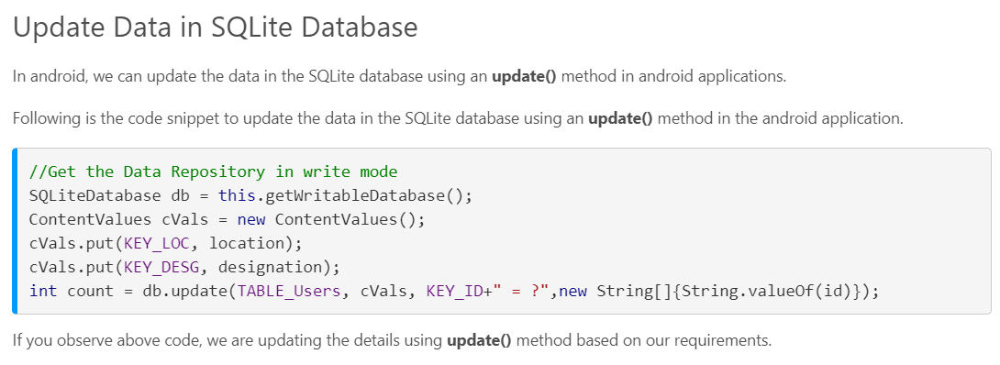 Update Data in SQLite Database
In android, we can update the data in the SQLite database using an update() method in android applications.
Following is the code snippet to update the data in the SQLite database using an update() method in the android application.
//Get the Data Repository in write mode
SQLiteDatabase db = this.getWritableDatabase();
ContentValues cVals = new ContentValues();
cVals.put(KEY_LOC, location);
cVals.put(KEY_DESG, designation);
int count = db.update(TABLE_Users, cVals, KEY_ID+" = ?",new String[]{String.valueOf(id)});
If you observe above code, we are updating the details using update() method based on our requirements.